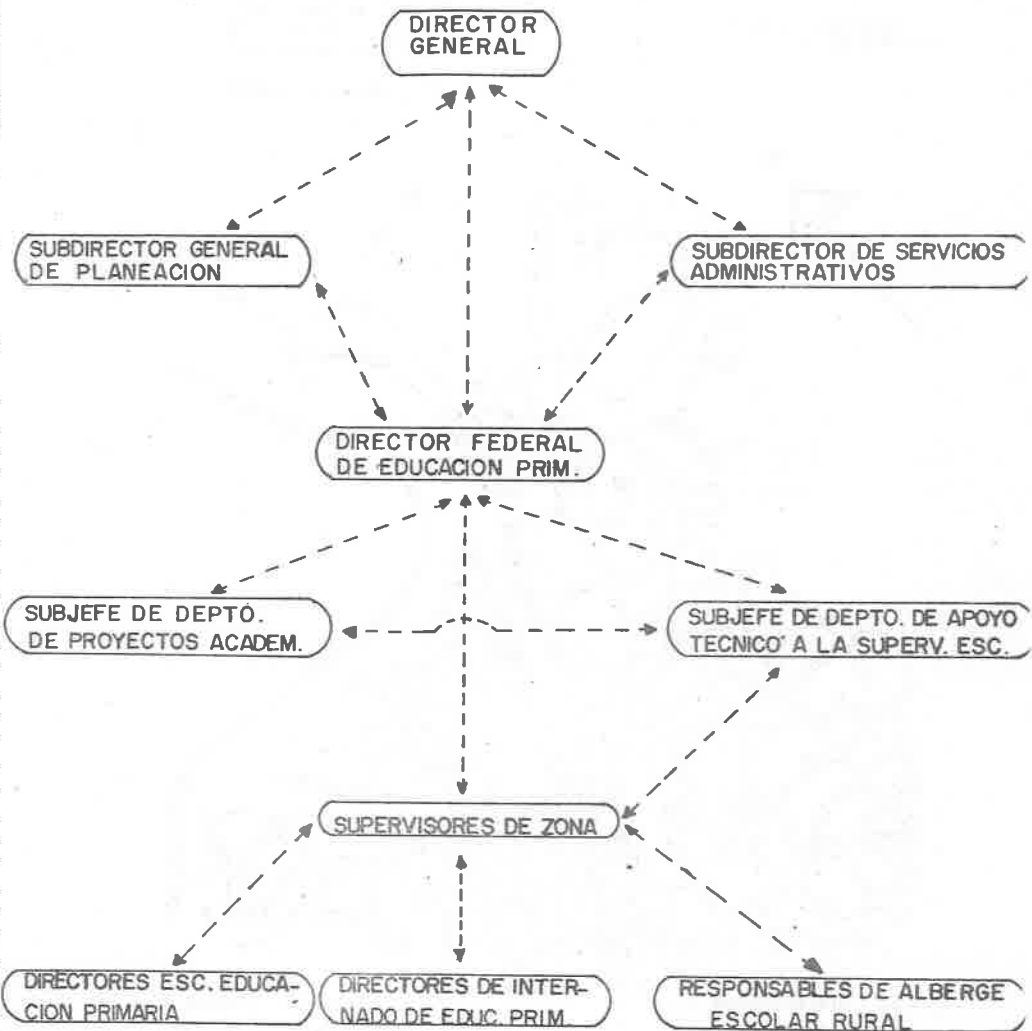 DIRECTOR
GENERAL
SUBDIRECTOR GENERAL
DE PLANEACION
SUBDIRECTOR DE SERVICIOS
ADMINISTRATIVOS
DIRECTOR FEDERAL
DE EDUCACION PRIM.
SUBJEFE DE DEPTO.
DE PROYECTOS ACADEM.
SUBJEFE DE DEPTO. DE APOYO
TECNICO A LA SUPERV. ESC.
SUPERVISORES DE ZONA
DIRECTORES ESC. EDUCA-
CION PRIMARIA
DIRECTORES DE INTER-
NADO DE EDUC. PRIM.
RESPONSABLES DE ALBERGE
ESCOLAR RURAL